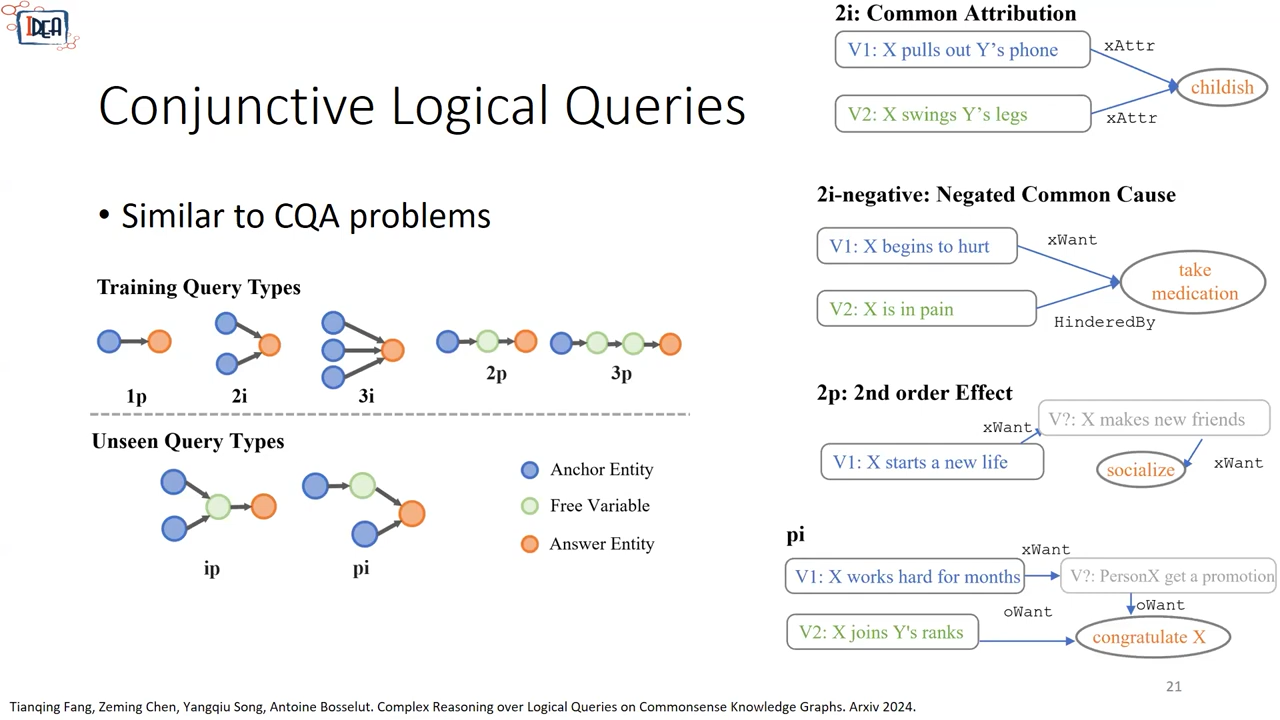 IDEA
Conjunctive Logical Queries
• Similar to CQA problems
Training Query Types
1p
2i
3i
2p
3p
Unseen Query Types
ip
pi
Anchor Entity
Free Variable
Answer Entity
2i: Common Attribution
V1: X pulls out Y’s phone
xAttr
childish
V2: X swings Y’s legs
xAttr
2i-negative: Negated Common Cause
V1: X begins to hurt
xWant
take
medication
V2: X is in pain
HinderedBy
2p: 2nd order Effect
V?: X makes new friends
xWant
V1: X starts a new life
socialize
xWant
pi
xWant
V1: X works hard for months
V?: PersonX get a promotion
oWant
oWant
V2: X joins Y's ranks
congratulate X
21
Tianqing Fang, Zeming Chen, Yangqiu Song, Antoine Bosselut. Complex Reasoning over Logical Queries on Commonsense Knowledge Graphs. Arxiv 2024.